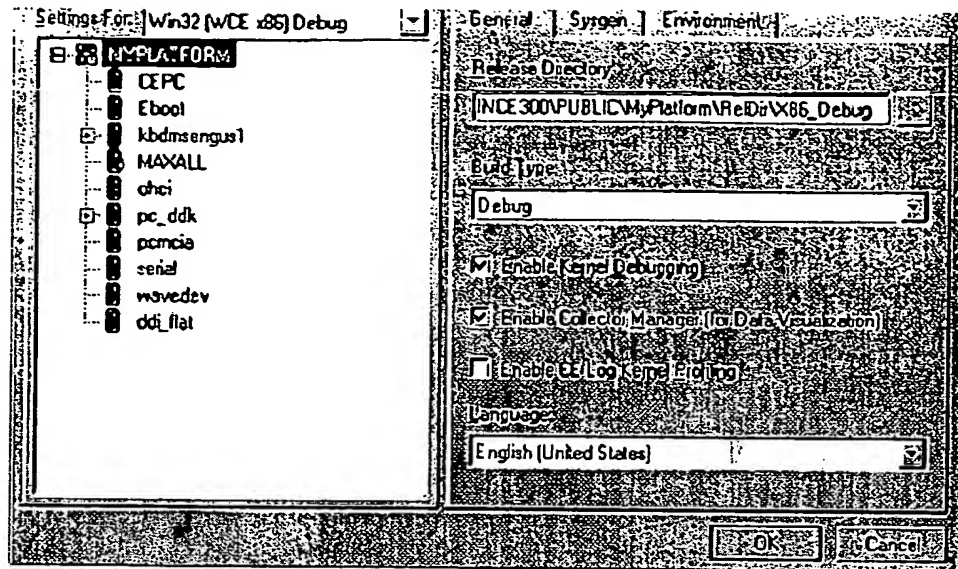 Settings For: Win32 (WCE x86) Debug
MYPLATFORM
CEPC
Eboot
kbdmsengus1
MAXALL
ohci
pc_ddk
pcmcia
serial
wavedev
ddi_flat
General
Sysgen
Environment
Release Directory:
INCE300\PUBLIC\MyPlatform\RelDir\X86_Debug
...
Build Type:
Debug
Enable Kernel Debugging
Enable Collector Manager (for Data Visualization)
Enable CE Log Kernel Profiling
Language:
English (United States)
OK
Cancel